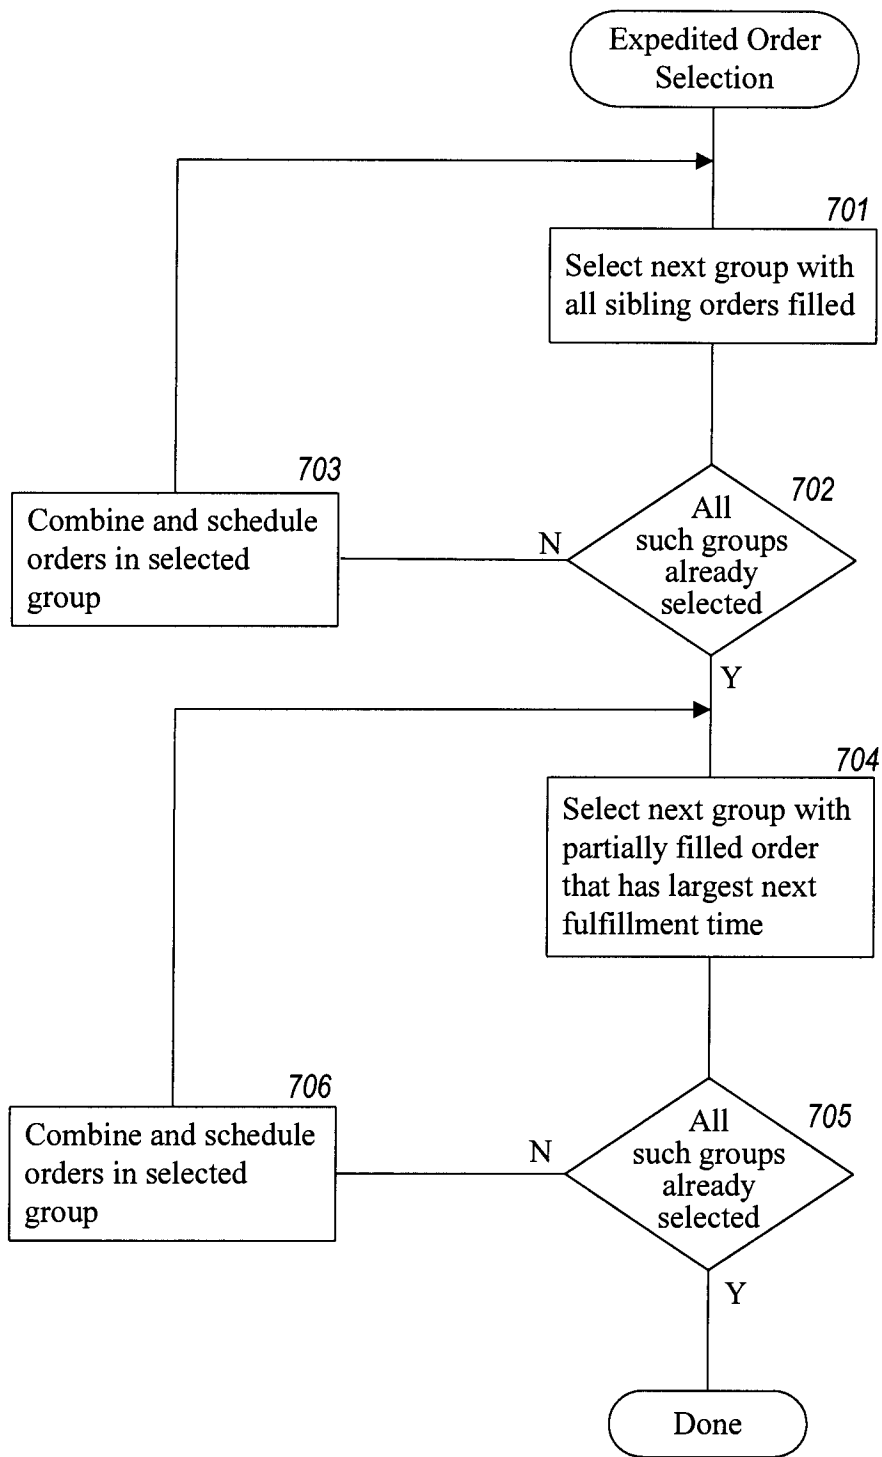 Expedited Order
Selection
701
Select next group with
all sibling orders filled
702
All
such groups
already
selected
N
Y
703
Combine and schedule
orders in selected
group
704
Select next group with
partially filled order
that has largest next
fulfillment time
705
All
such groups
already
selected
N
Y
706
Combine and schedule
orders in selected
group
Done